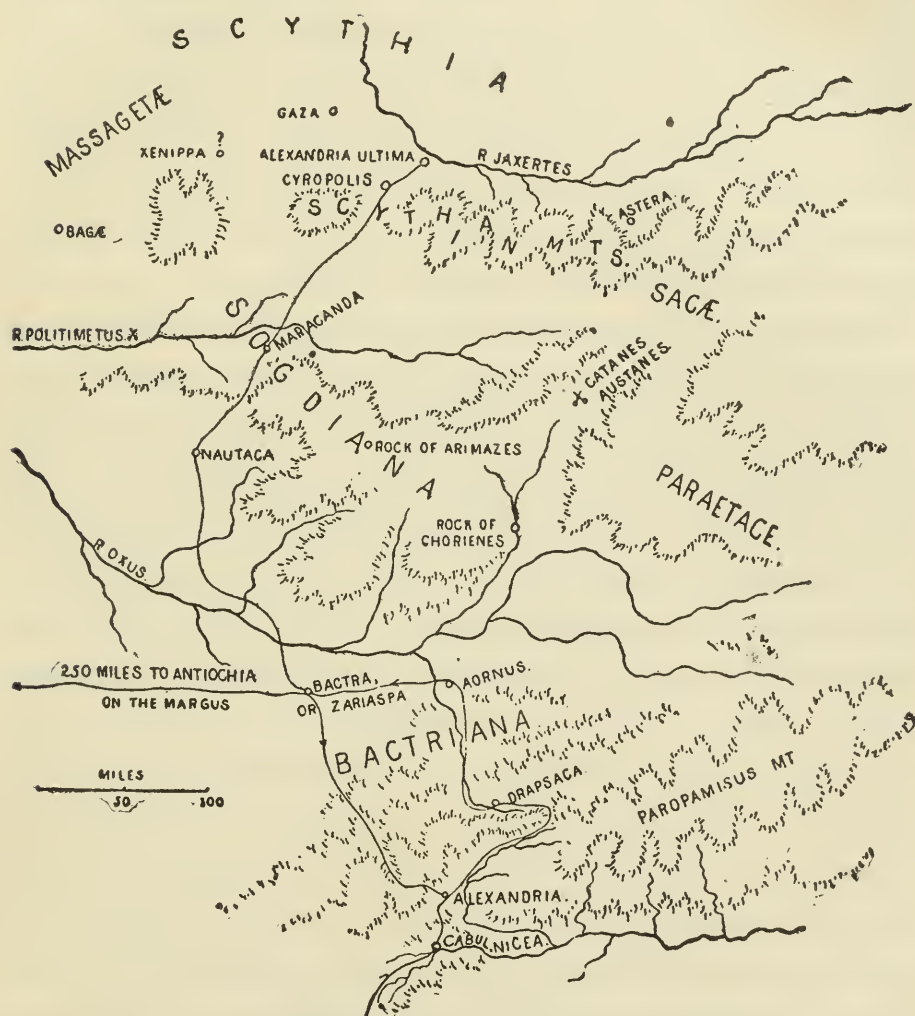 SCYTHIA
MASSAGETÆ
GAZA
?
XENIPPA
ALEXANDRIA ULTIMA
R JAXERTES
CYROPOLIS
SCYTHIAN MTS.
ASTERA.
BAGÆ
SACÆ.
R. POLITIMETUS.
MARACANDA
SOGDIANA
CATANES
AUSTANES
NAUTACA
ROCK OF ARIMAZES
PARAETACE.
ROCK OF
CHORIENES
R OXUS.
250 MILES TO ANTIOCHIA
ON THE MARGUS
BACTRA,
OR ZARIASPA
AORNUS.
BACTRIANA
MILES
50 100
DRAPSACA.
PAROPAMISUS MT
ALEXANDRIA.
CABUL
NICEA.